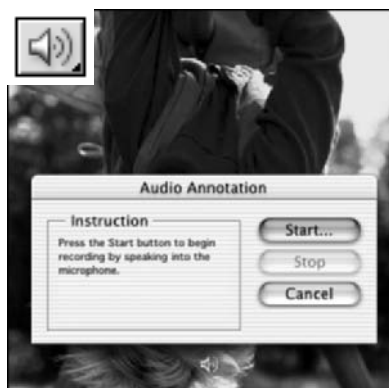 Audio Annotation
Instruction
Press the Start button to begin
recording by speaking into the
microphone.
Start...
Stop
Cancel